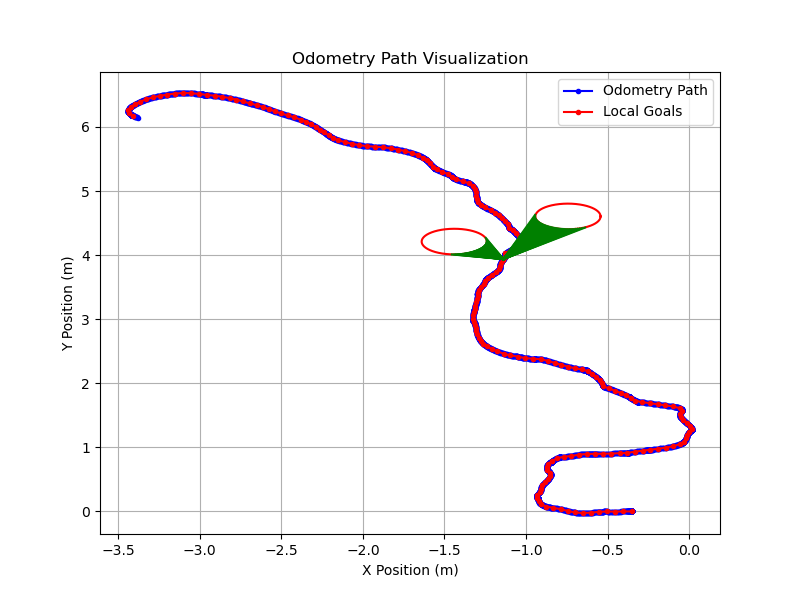 Odometry Path Visualization
Odometry Path
Local Goals
Y Position (m)
6
5
4
3
2
1
0
−3.5 −3.0 −2.5 −2.0 −1.5 −1.0 −0.5 0.0
X Position (m)